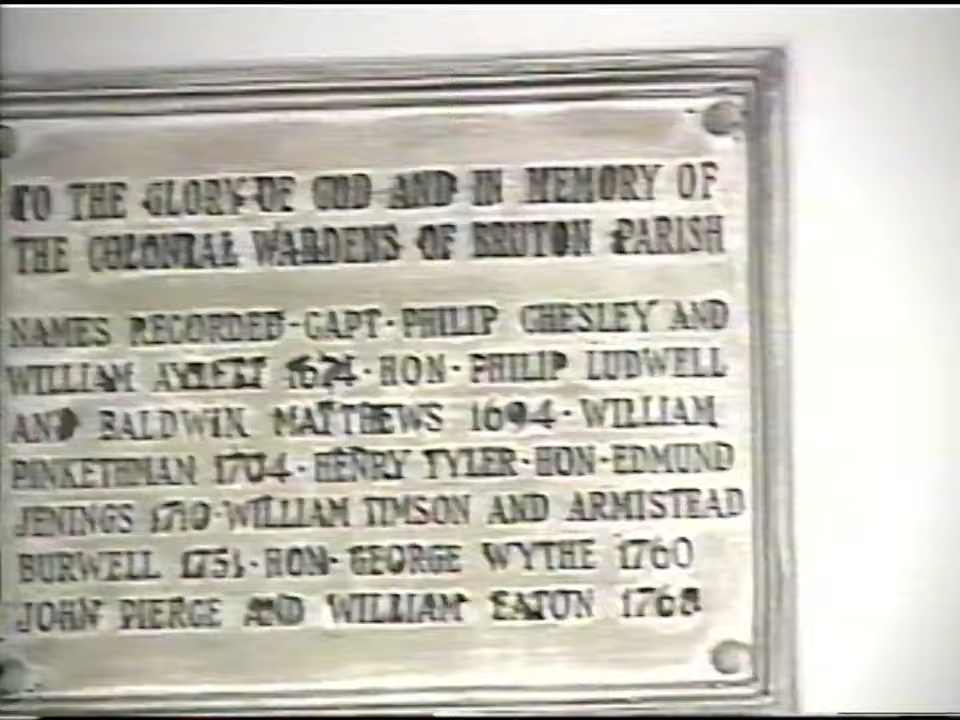 TO THE GLORY OF GOD AND IN MEMORY OF
THE COLONIAL WARDENS OF BRUTON PARISH
NAMES RECORDED · CAPT · PHILIP CHESLEY AND
WILLIAM AYLETT 1674 · HON · PHILIP LUDWELL
AND BALDWIN MATTHEWS 1694 · WILLIAM
PINKETHMAN 1704 · HENRY TYLER · HON · EDMUND
JENINGS 1710 · WILLIAM TIMSON AND ARMISTEAD
BURWELL 1751 · HON · GEORGE WYTHE 1760
JOHN PIERCE AND WILLIAM EATON